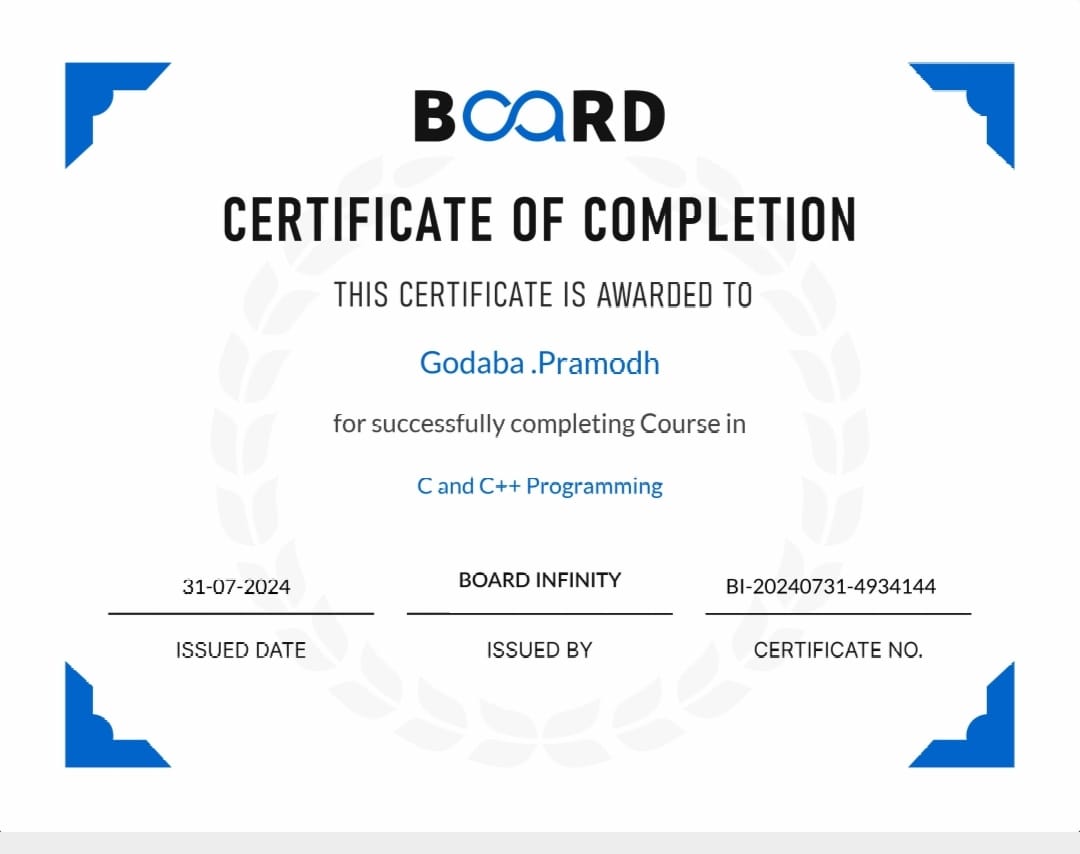 BOARD
CERTIFICATE OF COMPLETION
THIS CERTIFICATE IS AWARDED TO
Godaba .Pramodh
for successfully completing Course in
C and C++ Programming
31-07-2024
BOARD INFINITY
BI-20240731-4934144
ISSUED DATE
ISSUED BY
CERTIFICATE NO.